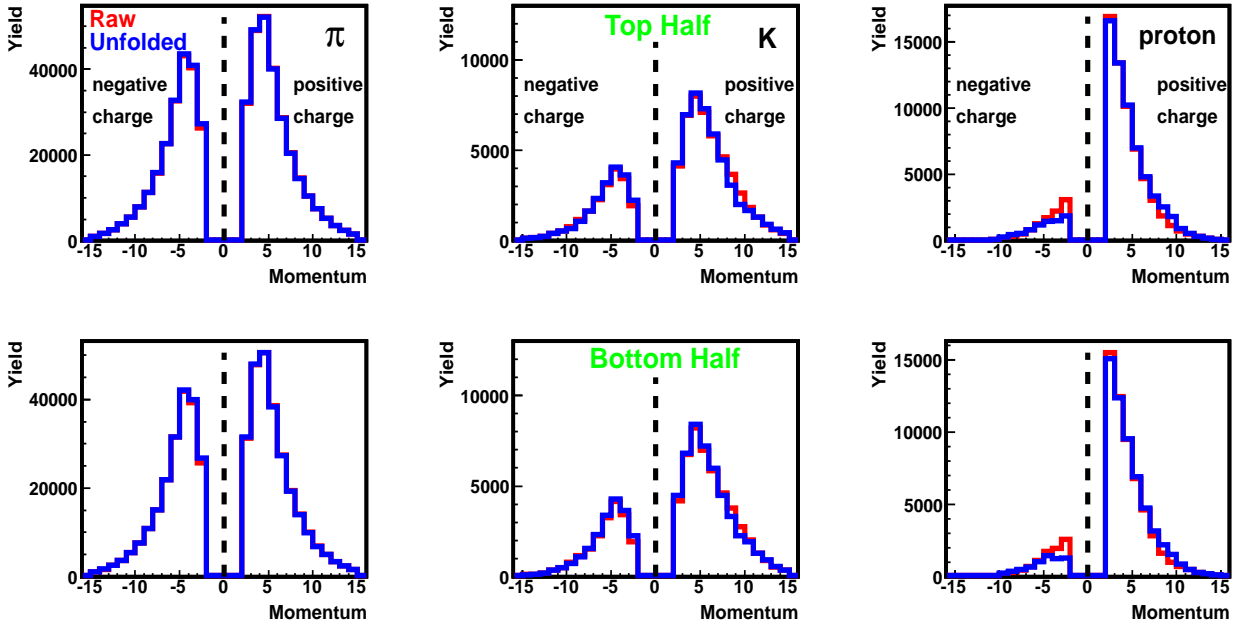 Yield
Raw
Unfolded
π
negative
charge
positive
charge
40000
20000
0
-15 -10 -5 0 5 10 15
Momentum
Yield
Top Half
K
negative
charge
positive
charge
10000
5000
0
-15 -10 -5 0 5 10 15
Momentum
Yield
proton
negative
charge
positive
charge
15000
10000
5000
0
-15 -10 -5 0 5 10 15
Momentum
Yield
40000
20000
0
-15 -10 -5 0 5 10 15
Momentum
Yield
Bottom Half
10000
5000
0
-15 -10 -5 0 5 10 15
Momentum
Yield
15000
10000
5000
0
-15 -10 -5 0 5 10 15
Momentum